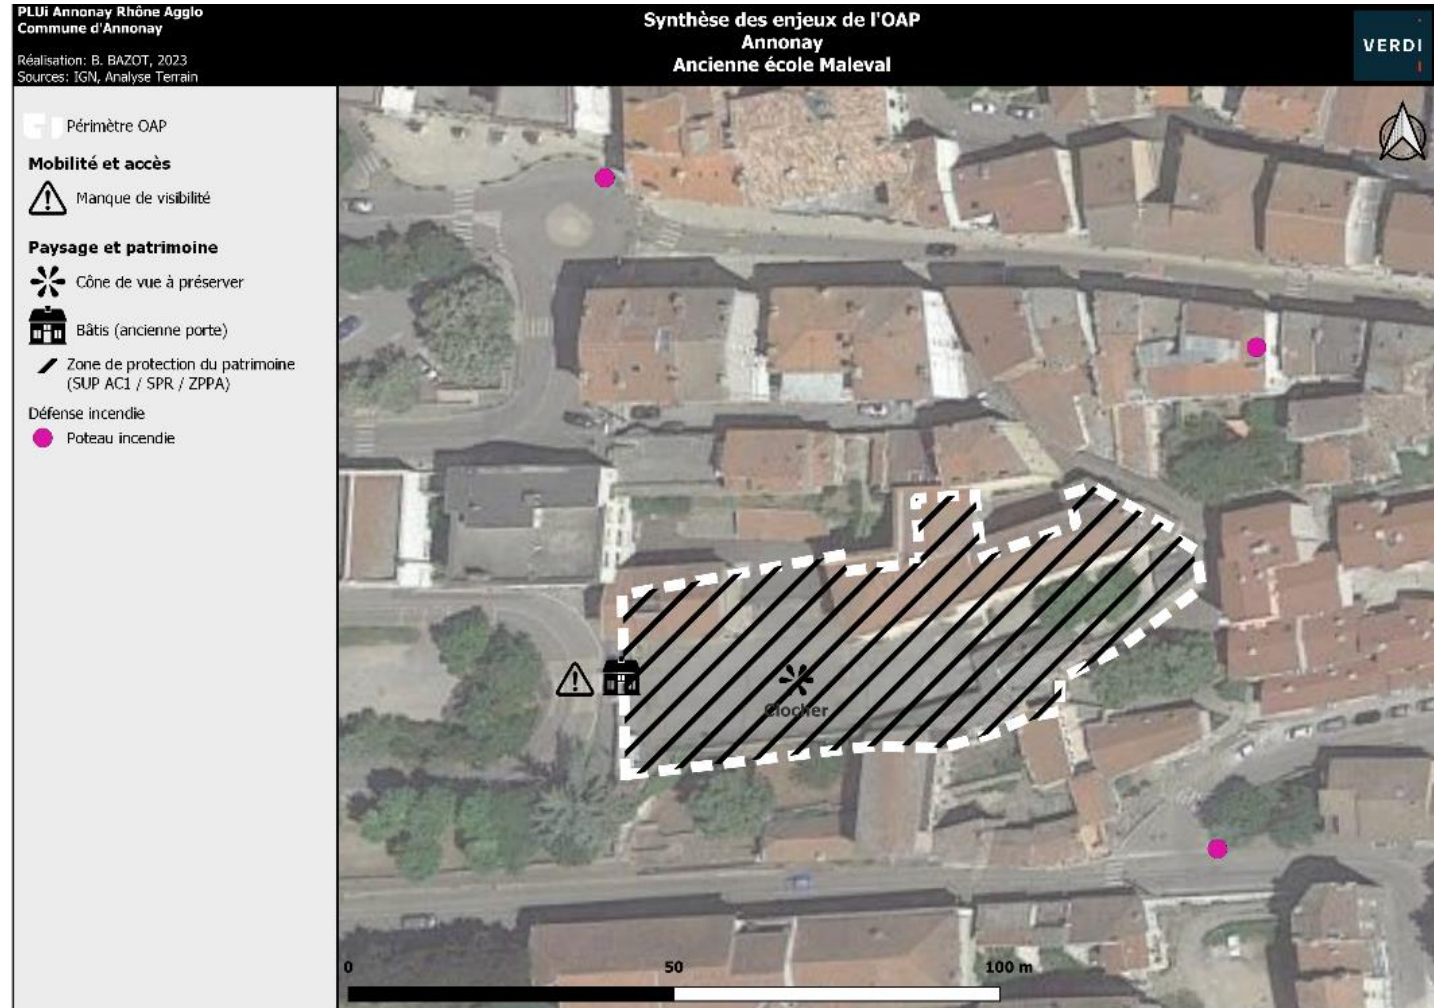 PLUi Annonay Rhône Agglo
Commune d'Annonay
Réalisation: B. BAZOT, 2023
Sources: IGN, Analyse Terrain
Synthèse des enjeux de l'OAP
Annonay
Ancienne école Maleval
VERDI
Périmètre OAP
Mobilité et accès
Manque de visibilité
Paysage et patrimoine
Cône de vue à préserver
Bâtis (ancienne porte)
Zone de protection du patrimoine
(SUP AC1 / SPR / ZPPA)
Défense incendie
Poteau incendie
Clocher
0 50 100 m